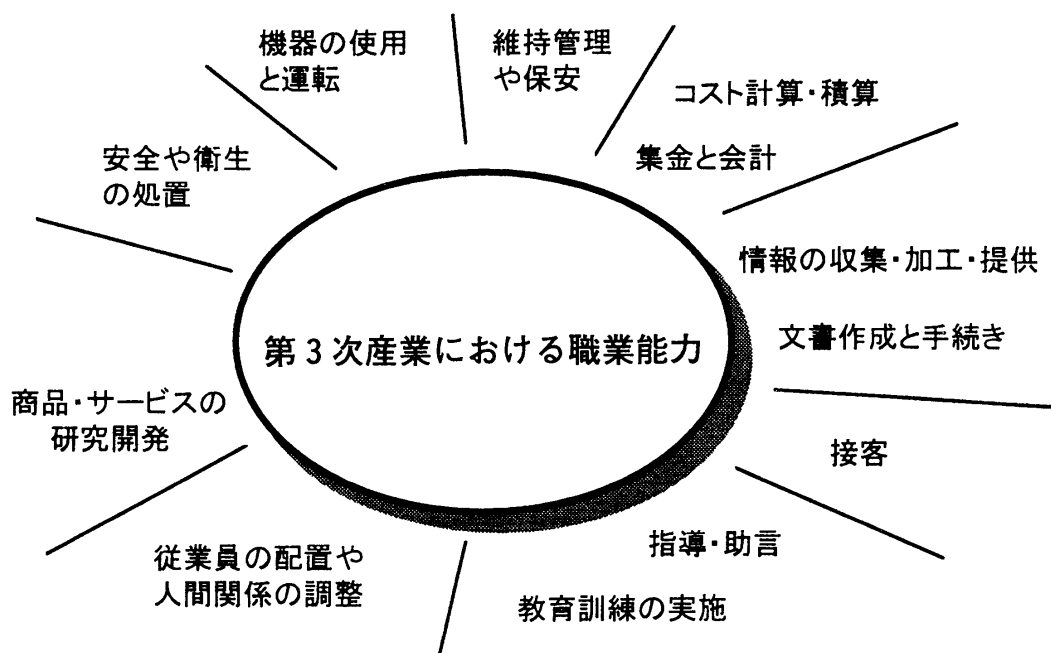 機器の使用
と運転
維持管理
や保安
コスト計算・積算
集金と会計
安全や衛生
の処置
情報の収集・加工・提供
文書作成と手続き
第3次産業における職業能力
商品・サービスの
研究開発
接客
指導・助言
従業員の配置や
人間関係の調整
教育訓練の実施